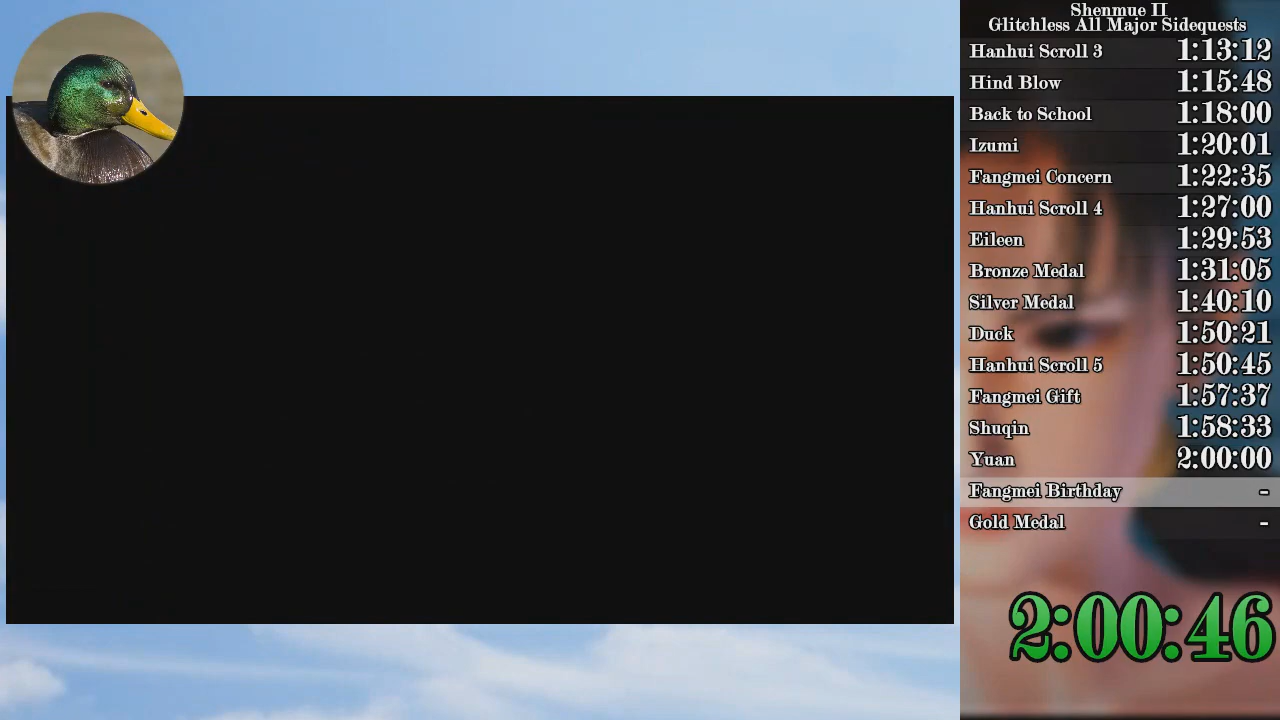 Shenmue II
Glitchless All Major Sidequests
Hanhui Scroll 3 1:13:12
Hind Blow 1:15:48
Back to School 1:18:00
Izumi 1:20:01
Fangmei Concern 1:22:35
Hanhui Scroll 4 1:27:00
Eileen 1:29:53
Bronze Medal 1:31:05
Silver Medal 1:40:10
Duck 1:50:21
Hanhui Scroll 5 1:50:45
Fangmei Gift 1:57:37
Shuqin 1:58:33
Yuan 2:00:00
Fangmei Birthday -
Gold Medal -
2:00:46